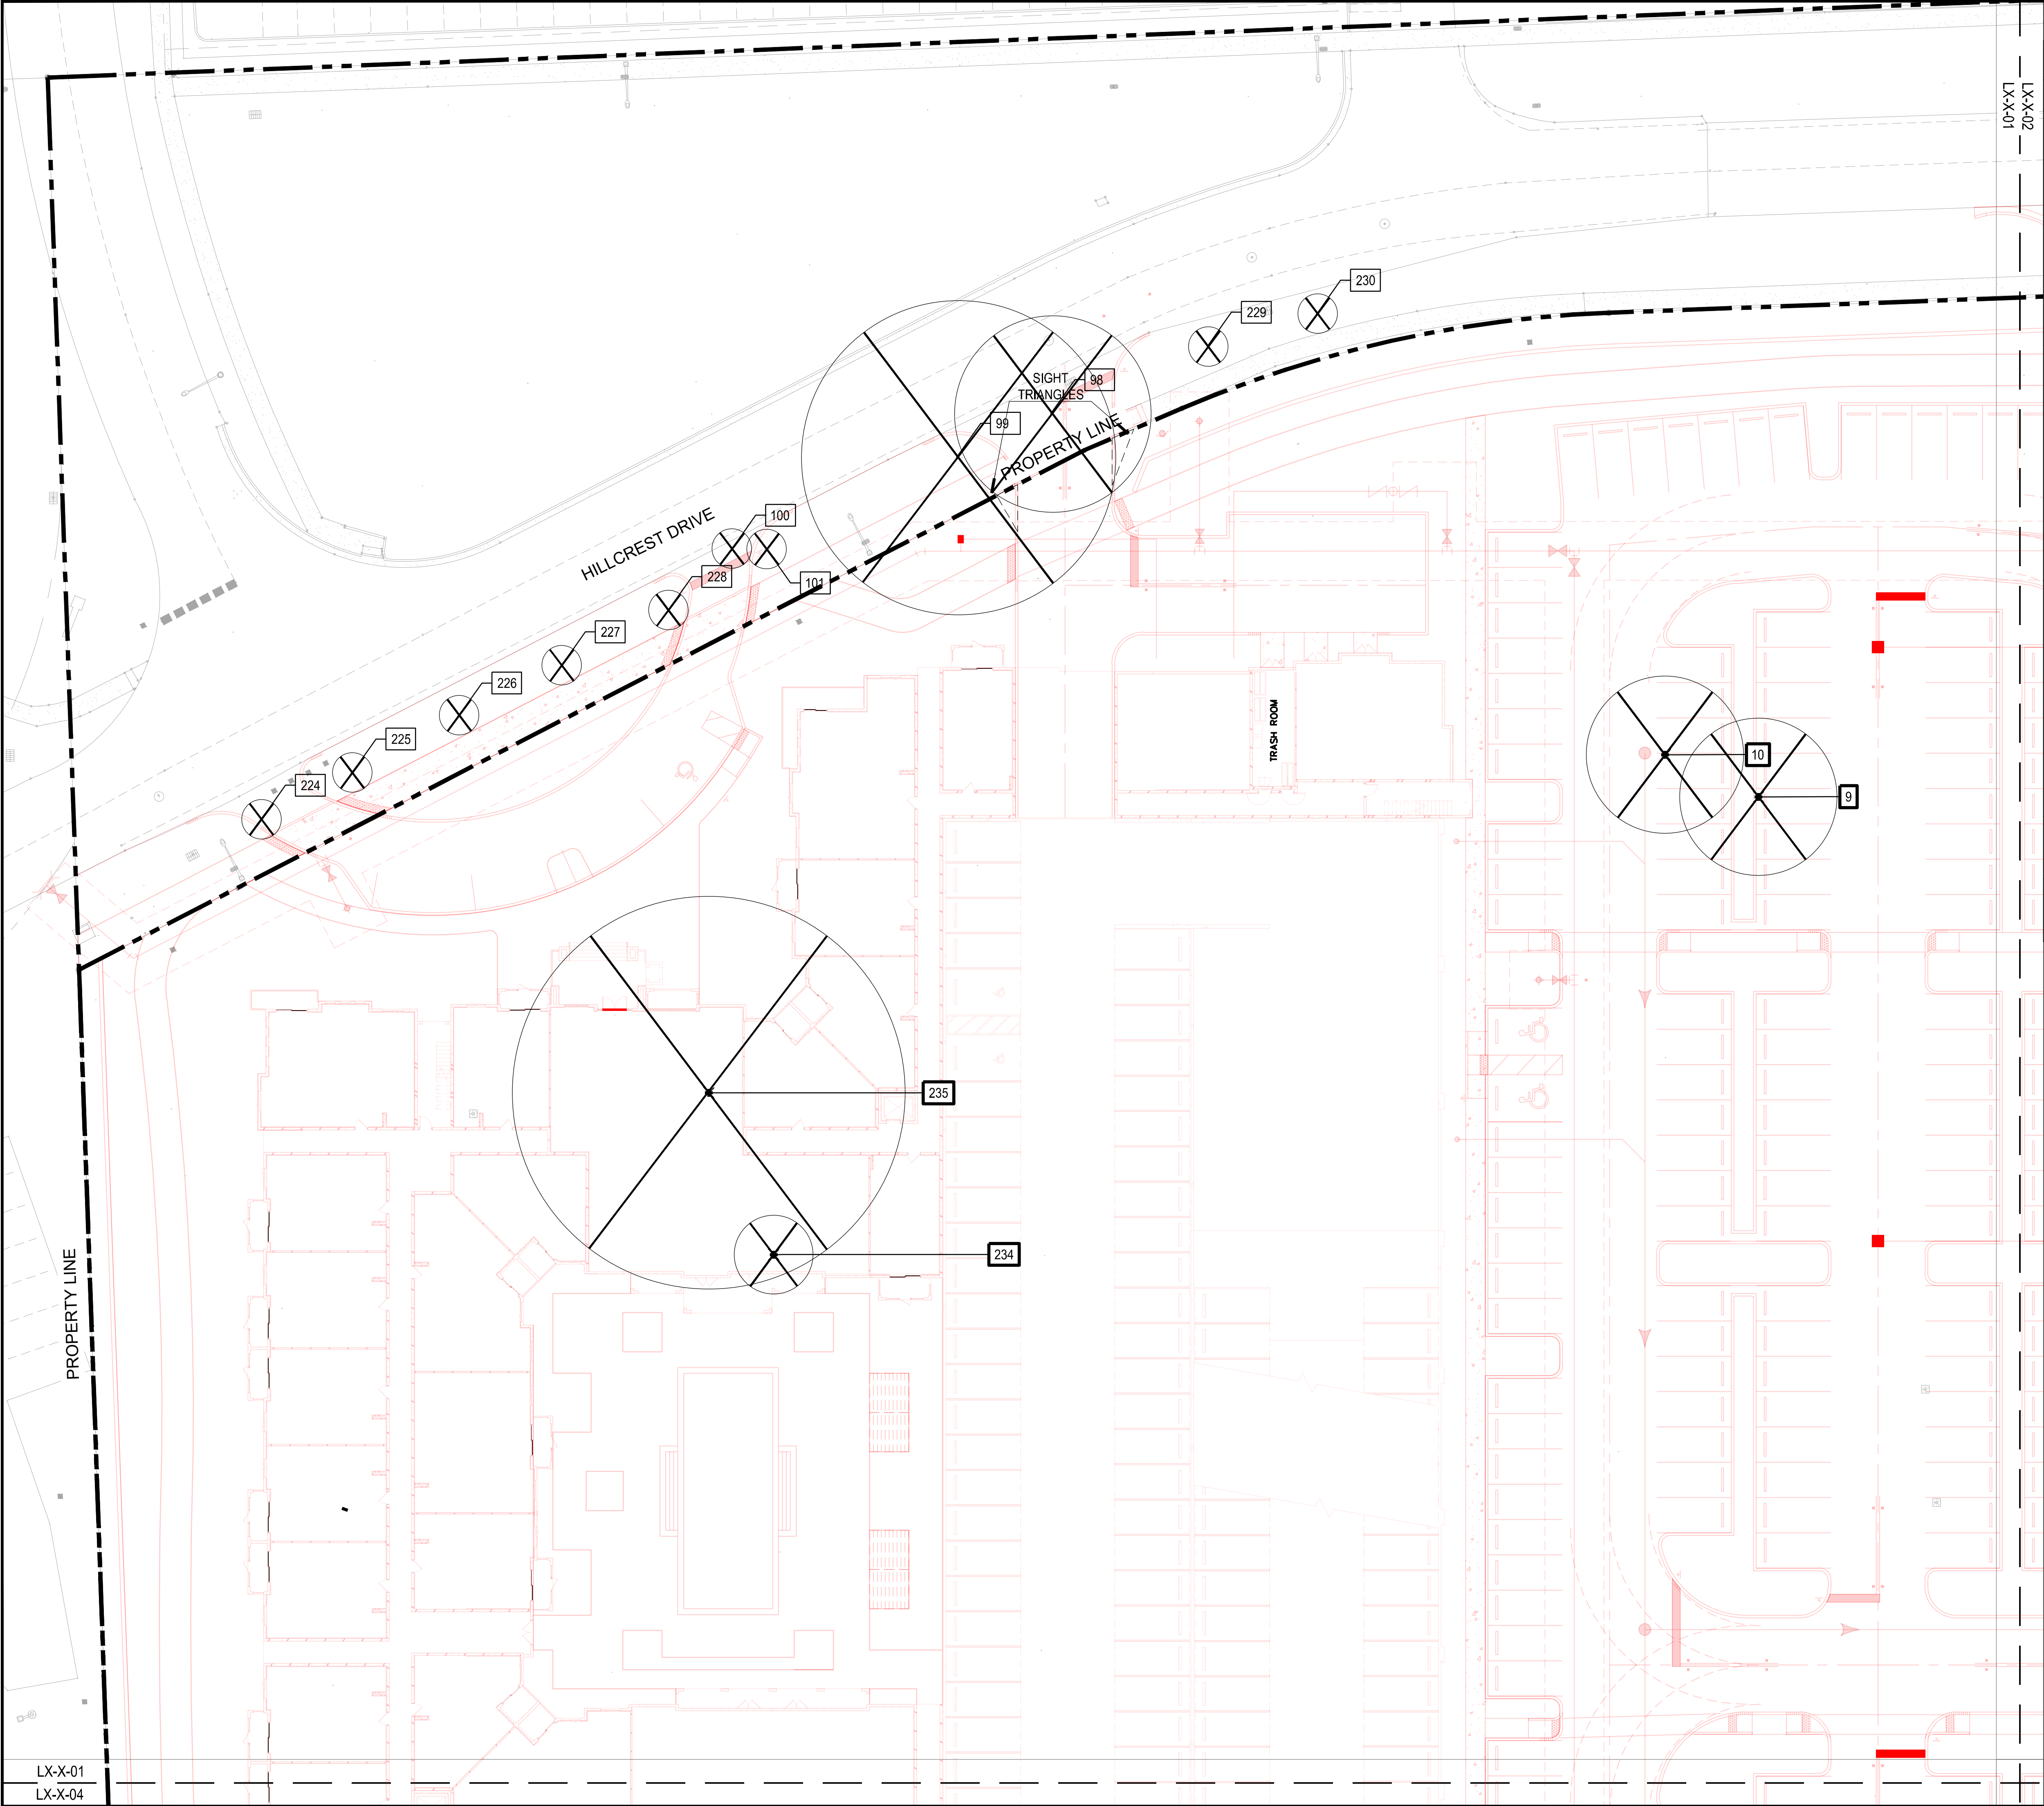 LX-X-02
LX-X-01
230
229
SIGHT
TRIANGLES
98
99
PROPERTY LINE
100
HILLCREST DRIVE
101
228
227
226
225
224
TRASH ROOM
10
9
235
234
PROPERTY LINE
LX-X-01
LX-X-04